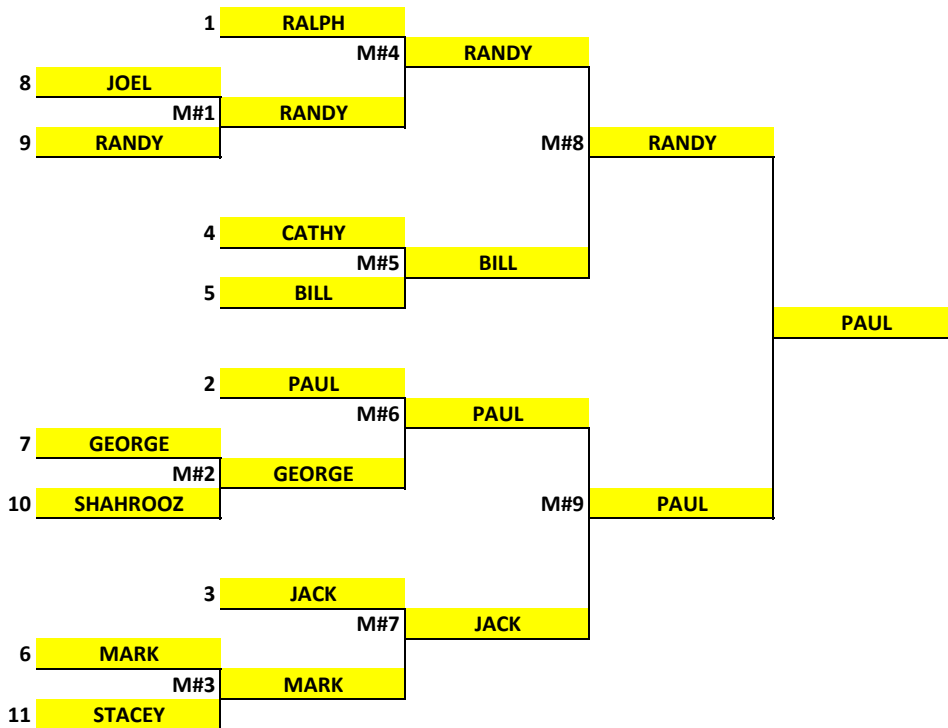 1 RALPH
M#4 RANDY
8 JOEL
M#1 RANDY
9 RANDY
M#8 RANDY
4 CATHY
M#5 BILL
5 BILL
PAUL
2 PAUL
M#6 PAUL
7 GEORGE
M#2 GEORGE
10 SHAHROOZ
M#9 PAUL
3 JACK
M#7 JACK
6 MARK
M#3 MARK
11 STACEY